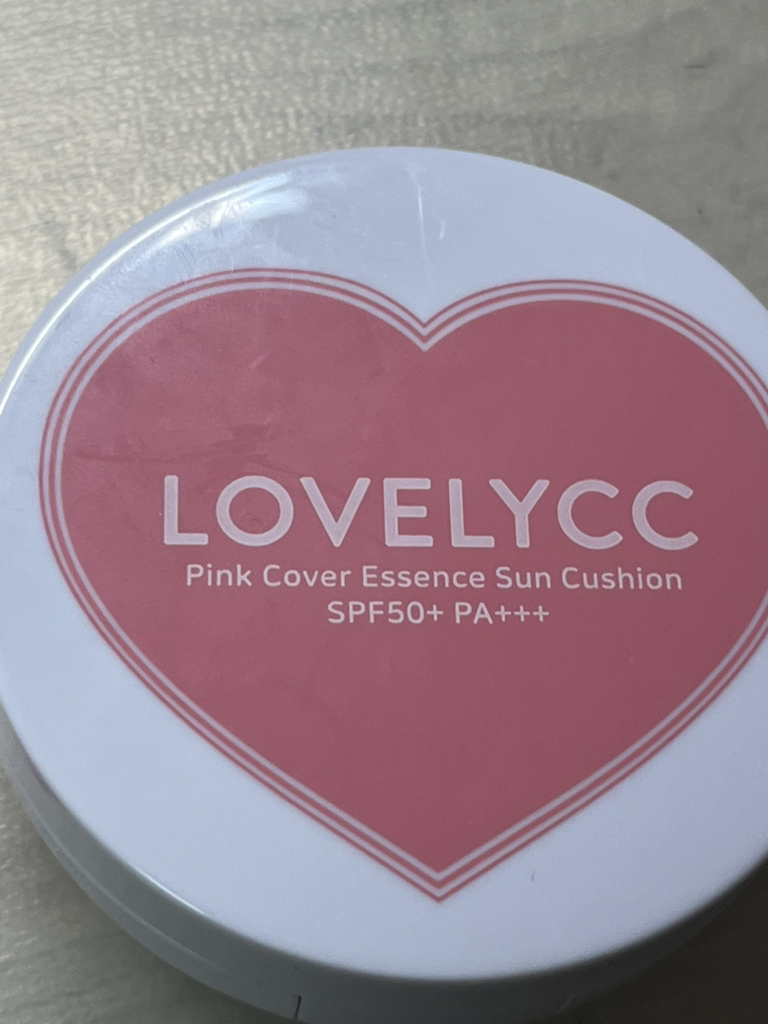 LOVELYCC
Pink Cover Essence Sun Cushion
SPF50+ PA+++